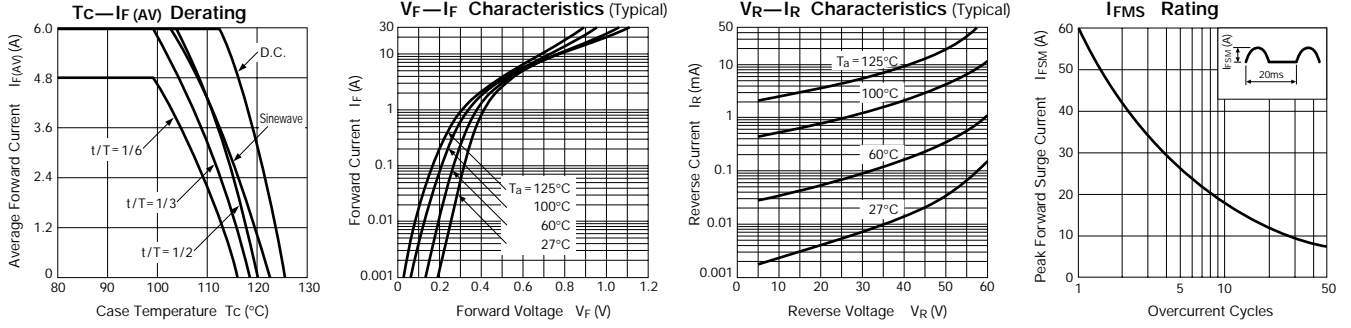 Tc—IF(AV) Derating
Average Forward Current IF(AV) (A)
6.0
4.8
3.6
2.4
1.2
0
D.C.
Sinewave
t/T=1/6
t/T=1/3
t/T=1/2
80 90 100 110 120 130
Case Temperature Tc (°C)
VF—IF Characteristics (Typical)
Forward Current IF (A)
30
10
1
0.1
0.01
0.001
Ta=125°C
100°C
60°C
27°C
0 0.2 0.4 0.6 0.8 1.0 1.2
Forward Voltage VF (V)
VR—IR Characteristics (Typical)
Reverse Current IR (mA)
50
10
1
0.1
0.01
0.001
Ta=125°C
100°C
60°C
27°C
0 10 20 30 40 50 60
Reverse Voltage VR (V)
IFMS Rating
Peak Forward Surge Current IFSM (A)
60
50
40
30
20
10
0
IFSM (A)
20ms
1 5 10 50
Overcurrent Cycles